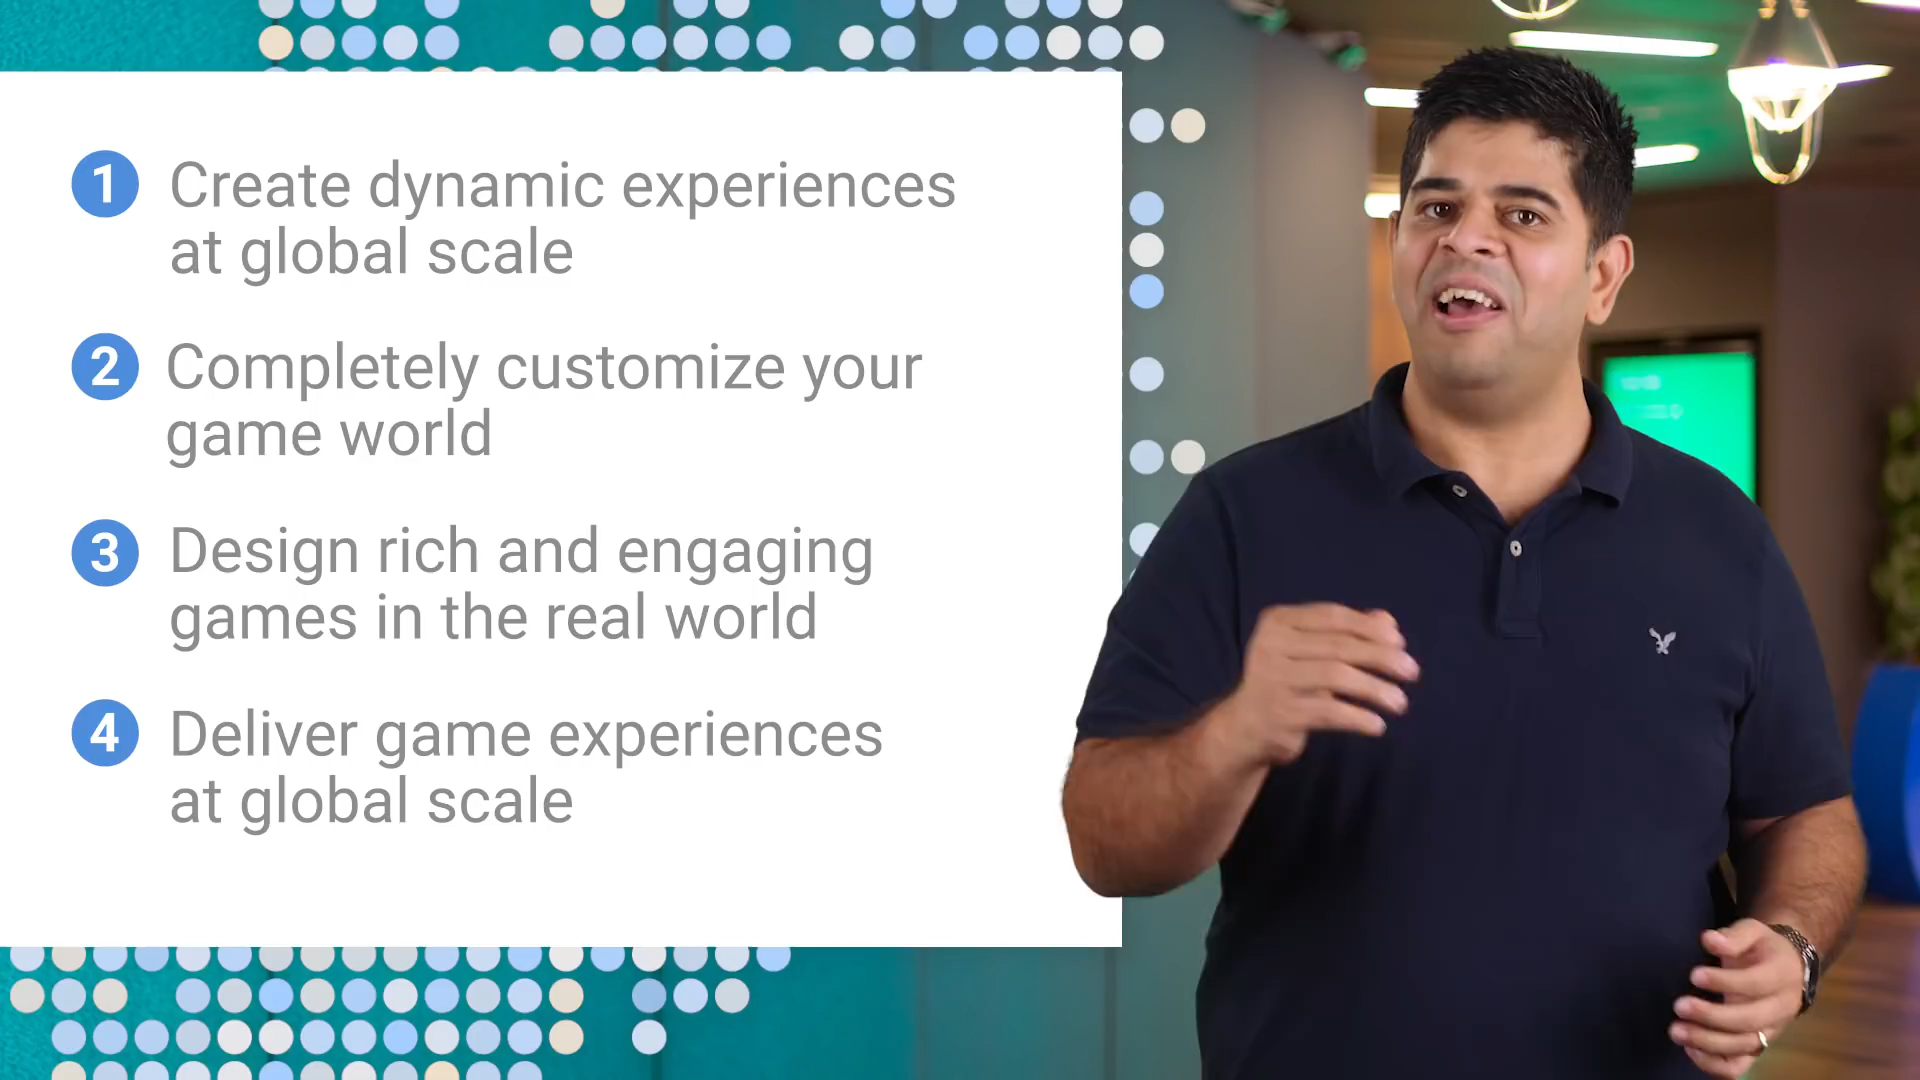 1 Create dynamic experiences
at global scale
2 Completely customize your
game world
3 Design rich and engaging
games in the real world
4 Deliver game experiences
at global scale